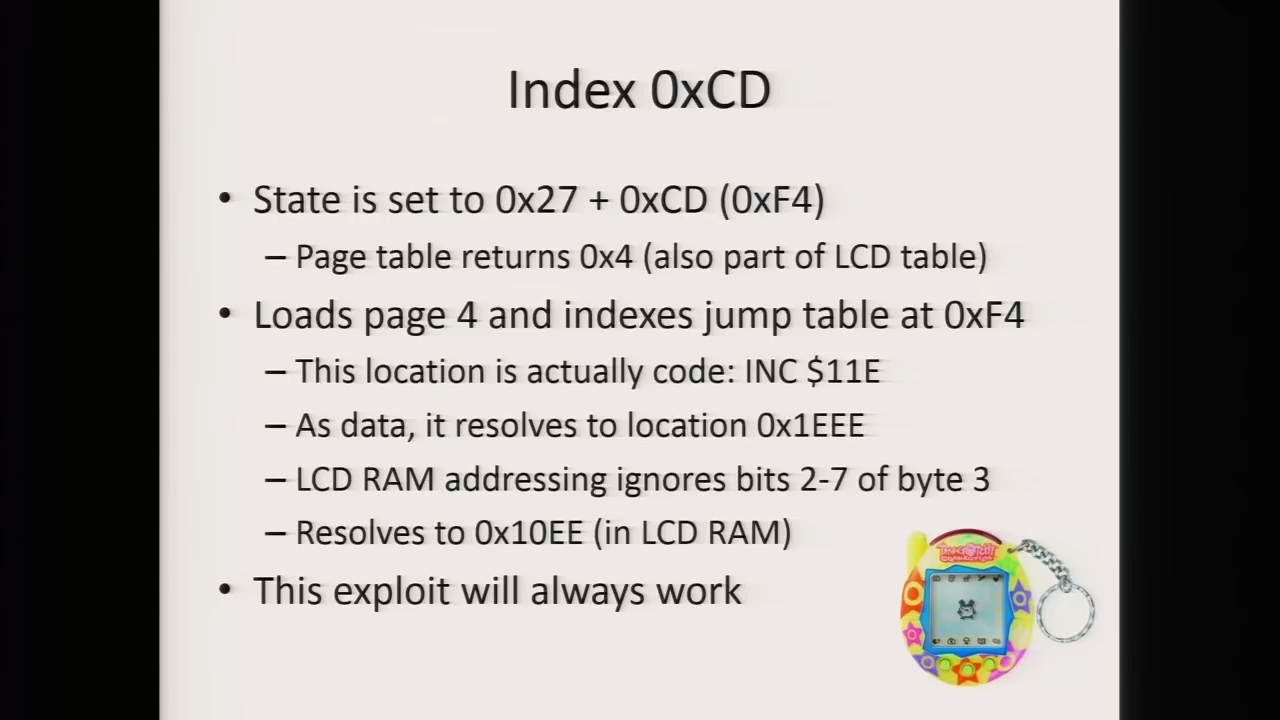 Index 0xCD
• State is set to 0x27 + 0xCD (0xF4)
– Page table returns 0x4 (also part of LCD table)
• Loads page 4 and indexes jump table at 0xF4
– This location is actually code: INC $11E
– As data, it resolves to location 0x1EEE
– LCD RAM addressing ignores bits 2-7 of byte 3
– Resolves to 0x10EE (in LCD RAM)
• This exploit will always work